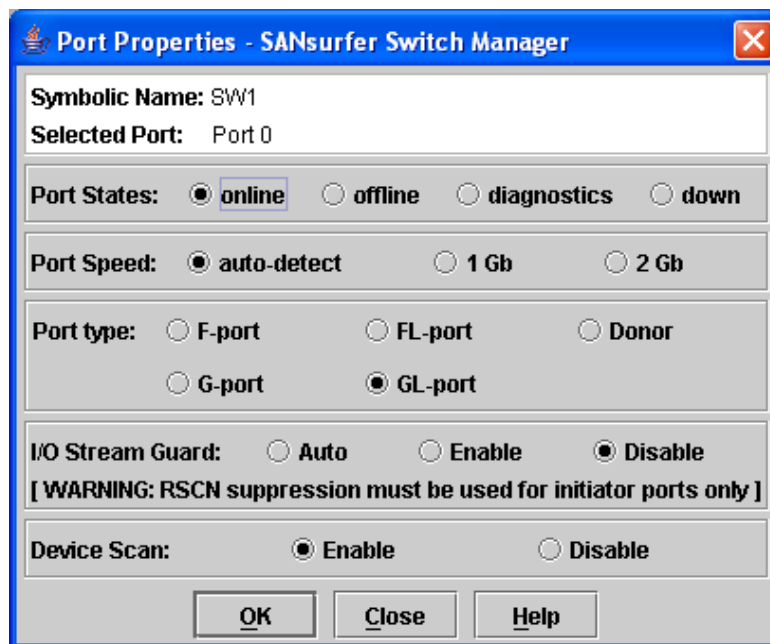 Port Properties - SANsurfer Switch Manager
Symbolic Name: SW1
Selected Port: Port 0
Port States: online offline diagnostics down
Port Speed: auto-detect 1 Gb 2 Gb
Port type: F-port FL-port Donor
G-port GL-port
I/O Stream Guard: Auto Enable Disable
[ WARNING: RSCN suppression must be used for initiator ports only ]
Device Scan: Enable Disable
OK Close Help